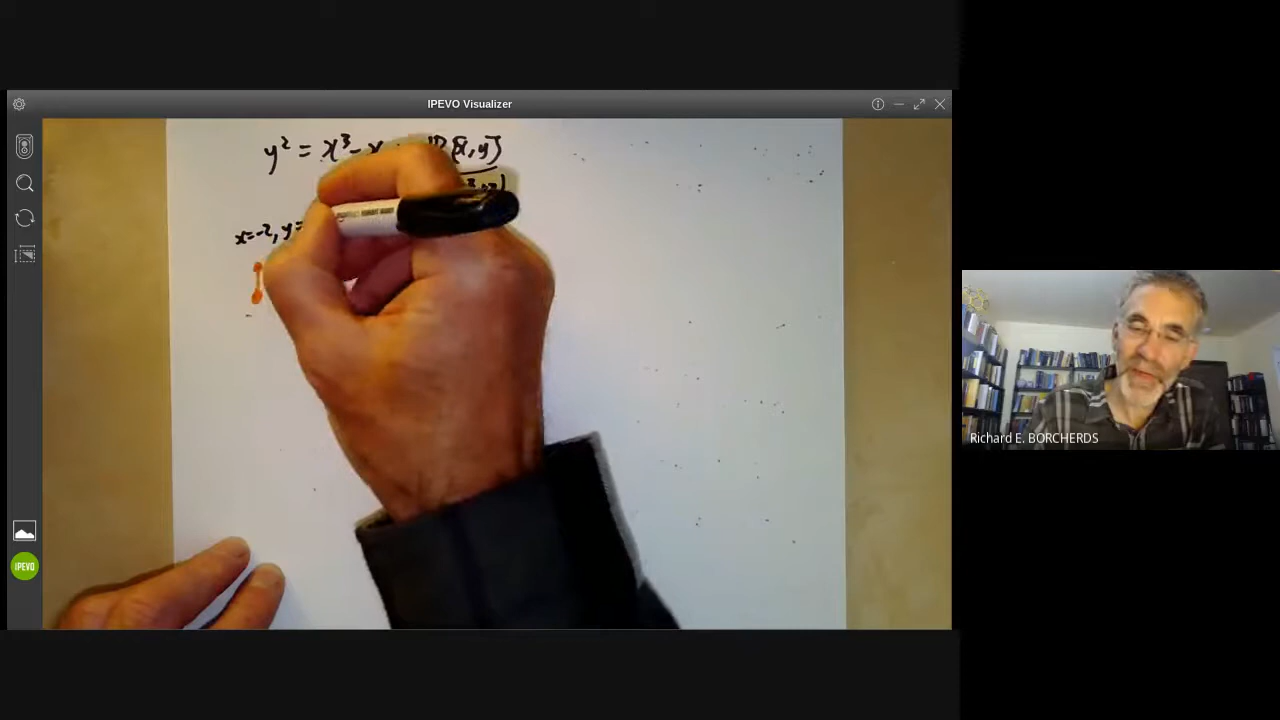 IPEVO Visualizer
y² = x³ - x
[x,y]
x=-2, y=
IPEVO
Richard E. BORCHERDS